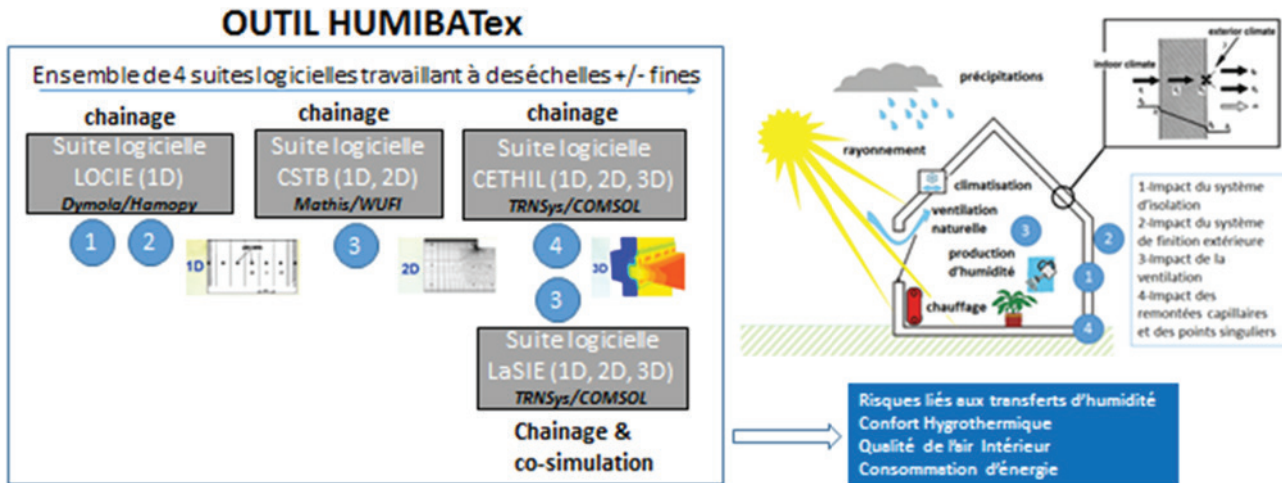 OUTIL HUMIBATex
Ensemble de 4 suites logicielles travaillant à des échelles +/- fines
chainage
Suite logicielle
LOCIE (1D)
Dymola/Hamopy
1
2
1D
chainage
Suite logicielle
CSTB (1D, 2D)
Mathis/WUFI
3
2D
chainage
Suite logicielle
CETHIL (1D, 2D, 3D)
TRNSys/COMSOL
4
3D
3
Suite logicielle
LaSIE (1D, 2D, 3D)
TRNSys/COMSOL
Chainage &
co-simulation
précipitations
rayonnement
climatisation
ventilation
naturelle
production
d'humidité
chauffage
3
2
1
4
exterior climate
indoor climate
1-Impact du système
d'isolation
2-Impact du système
de finition extérieure
3-Impact de la
ventilation
4-Impact des
remontées capillaires
et des points singuliers
Risques liés aux transferts d'humidité
Confort Hygrothermique
Qualité de l'air Intérieur
Consommation d'énergie